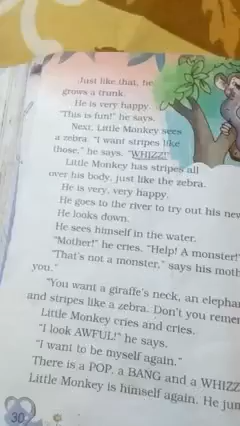 Just like that, he
grows a trunk.
He is very happy.
"This is fun!" he says.
Next, Little Monkey sees
a zebra. "I want stripes like
those," he says. "WHIZZ!"
Little Monkey has stripes all
over his body, just like the zebra.
He is very, very happy.
He goes to the river to try out his
He looks down.
He sees himself in the water.
"Mother!" he cries, "Help! A monster!"
"That's not a monster," says his
you."
"You want a giraffe's neck, an
and stripes like a zebra. Don't you
Little Monkey cries and cries.
"I look AWFUL!" he says.
"I want to be myself again."
There is a POP, a BANG and a WHIZZ
Little Monkey is himself again. He
30